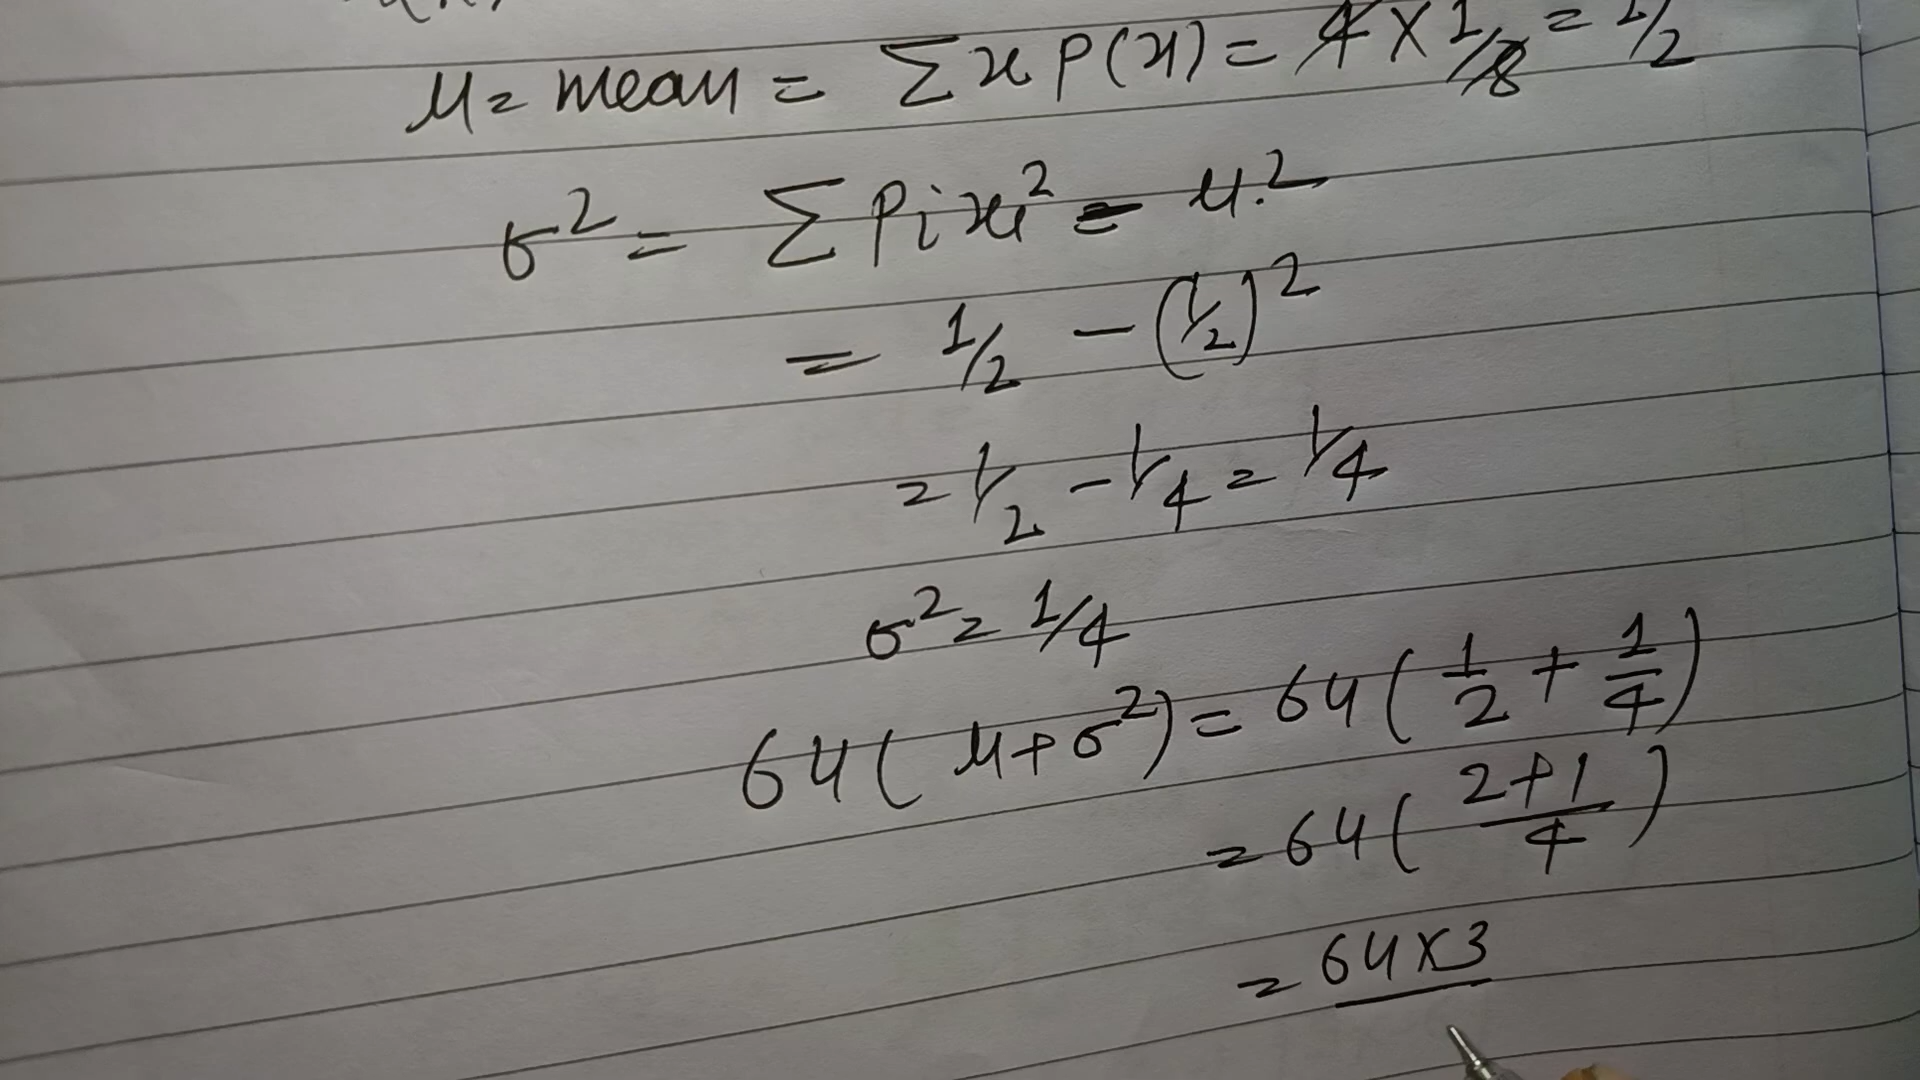 μ = mean = Σ x P(x) = 4 × 1/8 = 1/2
σ² = Σ Pi xi² - μ.²
= 1/2 - (1/2)²
= 1/2 - 1/4 = 1/4
σ² = 1/4
64 ( μ + σ² ) = 64 ( 1/2 + 1/4 )
= 64 ( (2+1)/4 )
= 64×3